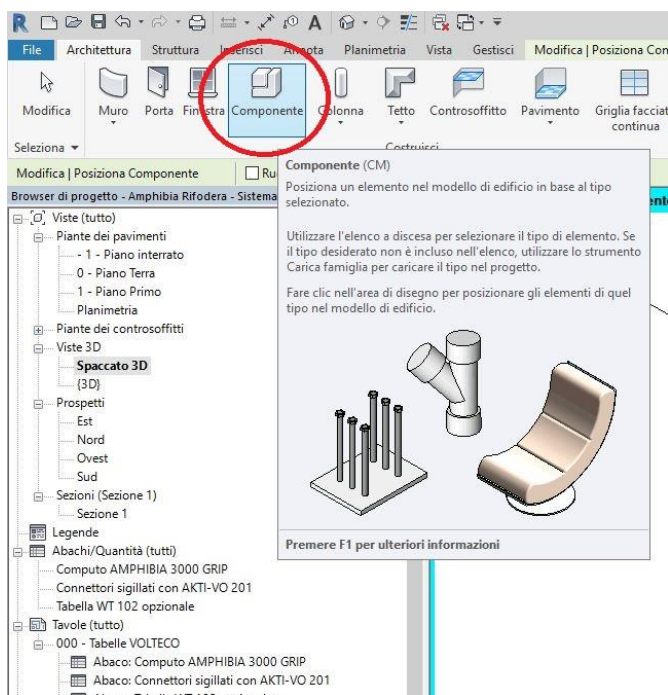 File Architettura Struttura Inserisci Annota Planimetria Vista Gestisci Modifica | Posiziona Con
Modifica Muro Porta Finestra Componente Colonna Tetto Controsoffitto Pavimento Griglia facciat
continua
Seleziona Costruisci
Modifica | Posiziona Componente Ru
Browser di progetto - Amphibia Rifodera - Sistema
Componente (CM)
Posiziona un elemento nel modello di edificio in base al tipo
selezionato.
Utilizzare l'elenco a discesa per selezionare il tipo di elemento. Se
il tipo desiderato non è incluso nell'elenco, utilizzare lo strumento
Carica famiglia per caricare il tipo nel progetto.
Fare clic nell'area di disegno per posizionare gli elementi di quel
tipo nel modello di edificio.
Premere F1 per ulteriori informazioni
Viste (tutto)
Piante dei pavimenti
- 1 - Piano interrato
0 - Piano Terra
1 - Piano Primo
Planimetria
Piante dei controsoffitti
Viste 3D
Spaccato 3D
{3D}
Prospetti
Est
Nord
Ovest
Sud
Sezioni (Sezione 1)
Sezione 1
Legende
Abachi/Quantità (tutti)
Computo AMPHIBIA 3000 GRIP
Connettori sigillati con AKTI-VO 201
Tabella WT 102 opzionale
Tavole (tutto)
000 - Tabelle VOLTECO
Abaco: Computo AMPHIBIA 3000 GRIP
Abaco: Connettori sigillati con AKTI-VO 201